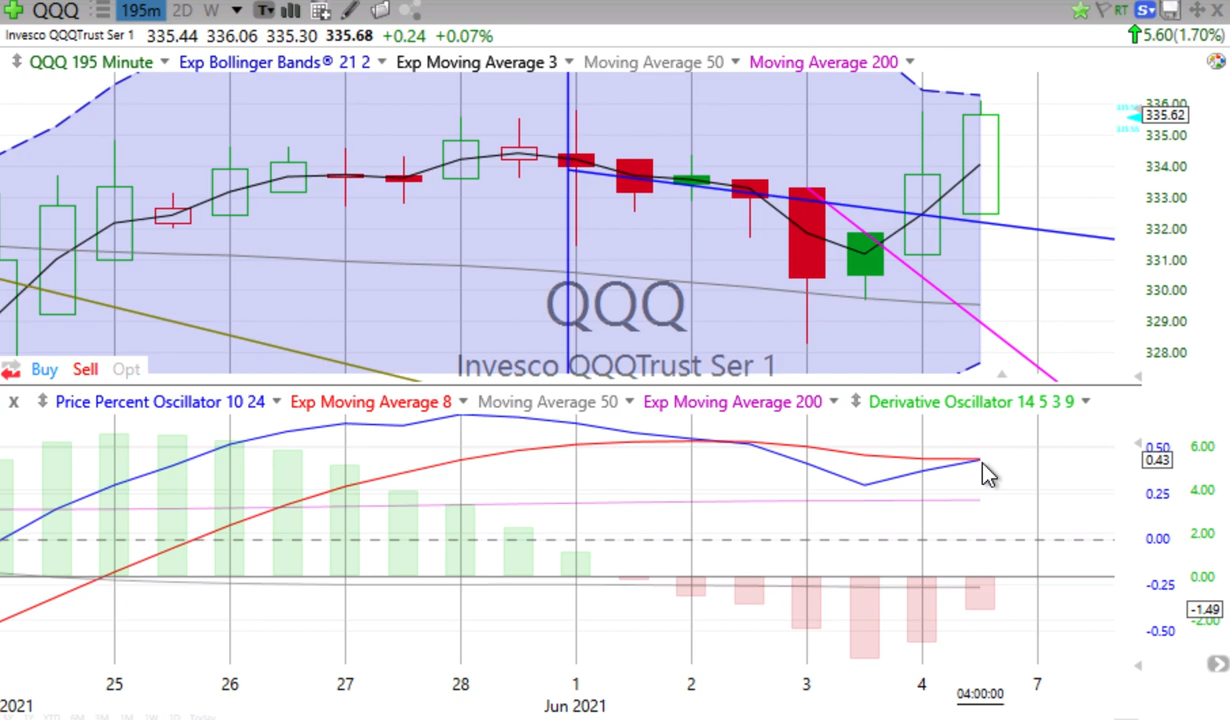 QQQ 195m 2D W T RT S
Invesco QQQTrust Ser 1 335.44 336.06 335.30 335.68 +0.24 +0.07% 5.60(1.70%)
QQQ 195 Minute Exp Bollinger Bands® 21 2 Exp Moving Average 3 Moving Average 50 Moving Average 200
336.00
335.62
335.00
334.00
333.00
332.00
331.00
330.00
329.00
328.00
QQQ
Invesco QQQTrust Ser 1
Buy Sell Opt
X Price Percent Oscillator 10 24 Exp Moving Average 8 Moving Average 50 Exp Moving Average 200 Derivative Oscillator 14 5 3 9
0.50 6.00
0.43
0.25 4.00
0.00 2.00
-0.25 0.00
-1.49
-0.50 -2.00
25 26 27 28 1 2 3 4 7
2021 Jun 2021 04:00:00